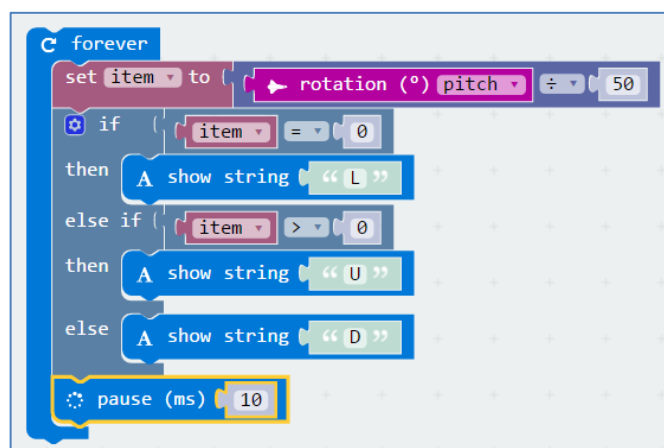 forever
set item to rotation (º) pitch ÷ 50
if item = 0
then A show string “ L ”
else if item > 0
then A show string “ U ”
else A show string “ D ”
pause (ms) 10